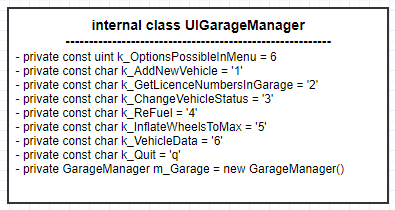 internal class UIGarageManager
------------------------------------------------------
- private const uint k_OptionsPossibleInMenu = 6
- private const char k_AddNewVehicle = '1'
- private const char k_GetLicenceNumbersInGarage = '2'
- private const char k_ChangeVehicleStatus = '3'
- private const char k_ReFuel = '4'
- private const char k_InflateWheelsToMax = '5'
- private const char k_VehicleData = '6'
- private const char k_Quit = 'q'
- private GarageManager m_Garage = new GarageManager()